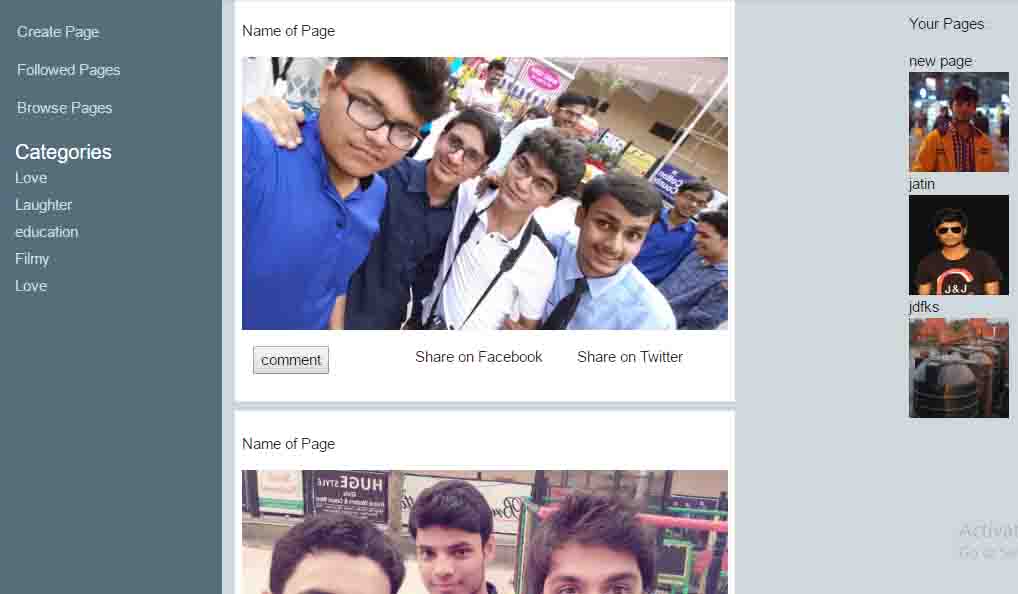 Create Page
Followed Pages
Browse Pages
Categories
Love
Laughter
education
Filmy
Love
Name of Page
comment
Share on Facebook
Share on Twitter
Name of Page
HUGE STYLE
Your Pages
new page
jatin
J&J
jdfks
Activat
Go to Se